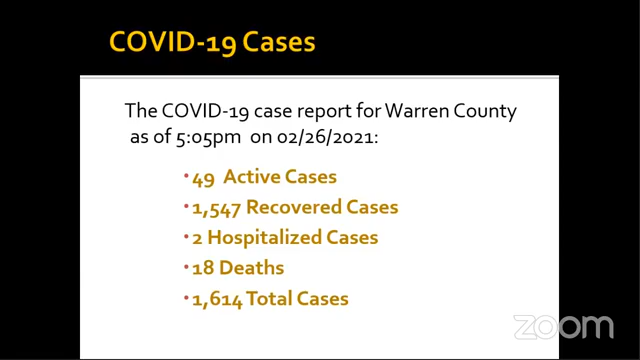 COVID-19 Cases
The COVID-19 case report for Warren County
as of 5:05pm on 02/26/2021:
• 49 Active Cases
• 1,547 Recovered Cases
• 2 Hospitalized Cases
• 18 Deaths
• 1,614 Total Cases
zoom